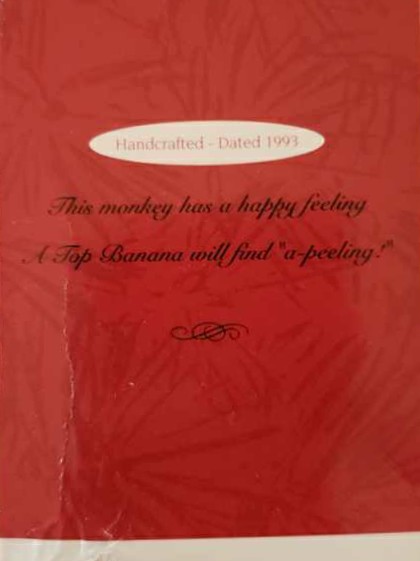 Handcrafted - Dated 1993
This monkey has a happy feeling
A Top Banana will find "a-peeling!"